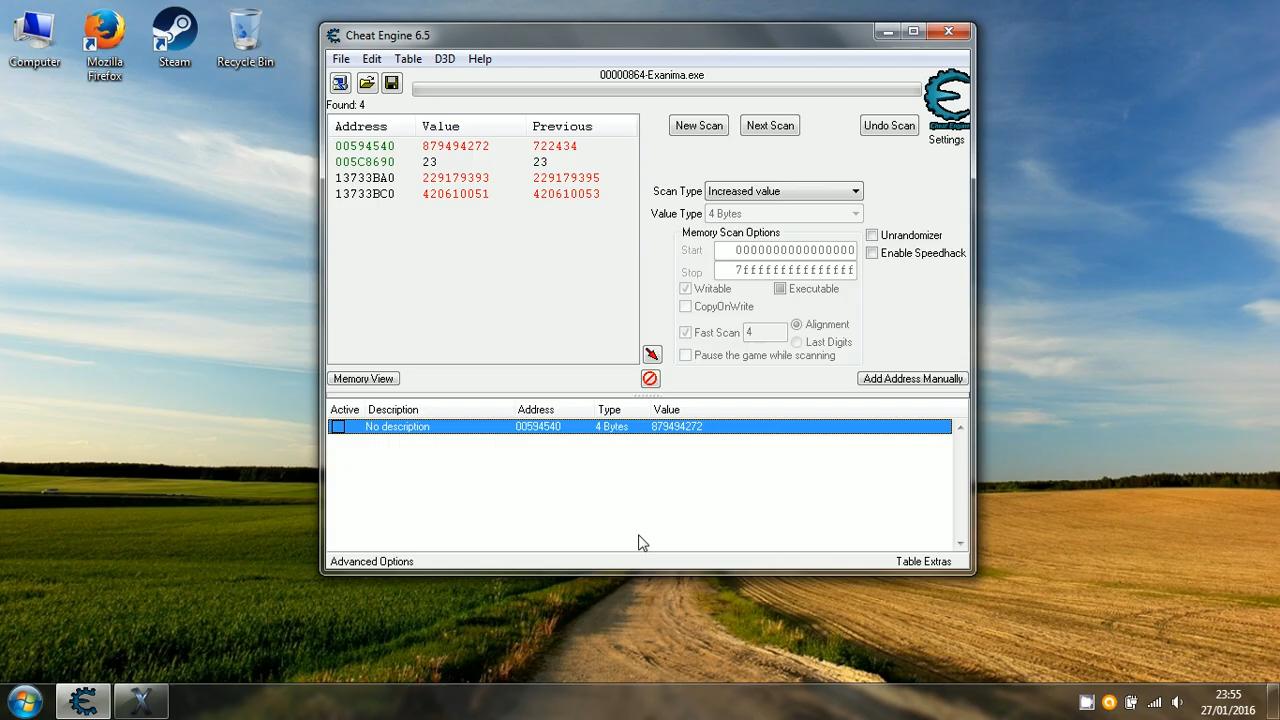 Computer
Mozilla
Firefox
Steam
Recycle Bin
Cheat Engine 6.5
File Edit Table D3D Help
00000864-Exanima.exe
Found: 4
Address Value Previous
00594540 879494272 722434
005C8690 23 23
13733BA0 229179393 229179395
13733BC0 420610051 420610053
New Scan Next Scan Undo Scan
Cheat Engine
Settings
Scan Type Increased value
Value Type 4 Bytes
Memory Scan Options
Start 0000000000000000
Stop 7fffffffffffffff
Writable Executable
CopyOnWrite
Fast Scan 4 Alignment
Last Digits
Pause the game while scanning
Unrandomizer
Enable Speedhack
Memory View Add Address Manually
Active Description Address Type Value
No description 00594540 4 Bytes 879494272
Advanced Options Table Extras
23:55
27/01/2016